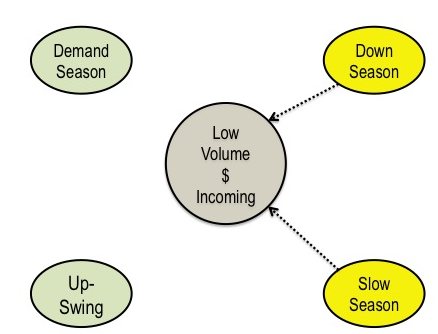 Demand
Season
Down
Season
Low
Volume
$
Incoming
Up-
Swing
Slow
Season